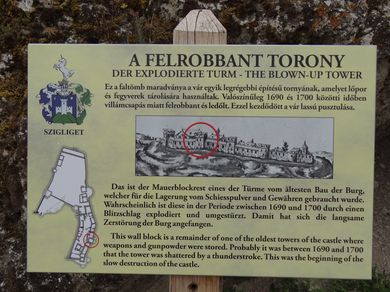 A FELROBBANT TORONY
DER EXPLODIERTE TURM - THE BLOWN-UP TOWER
Ez a faltömb maradványa a vár egyik legrégebbi építésű tornyának, amelyet lőpor
és fegyverek tárolására használtak. Valószínűleg 1690 és 1700 közötti időben
villámcsapás miatt felrobbant és ledőlt. Ezzel kezdődött a vár lassú pusztulása.
SZIGLIGET
Das ist der Mauerblockrest eines der Türme vom ältesten Bau der Burg,
welcher für die Lagerung vom Schiesspulver und Gewähren gebraucht wurde.
Wahrscheinlich ist diese in der Periode zwischen 1690 und 1700 durch einen
Blitzschlag explodiert und umgestürzt. Damit hat sich die langsame
Zerstörung der Burg angefangen.
This wall block is a remainder of one of the oldest towers of the castle where
weapons and gunpowder were stored. Probably it was between 1690 and 1700
that the tower was shattered by a thunderstroke. This was the beginning of the
slow destruction of the castle.